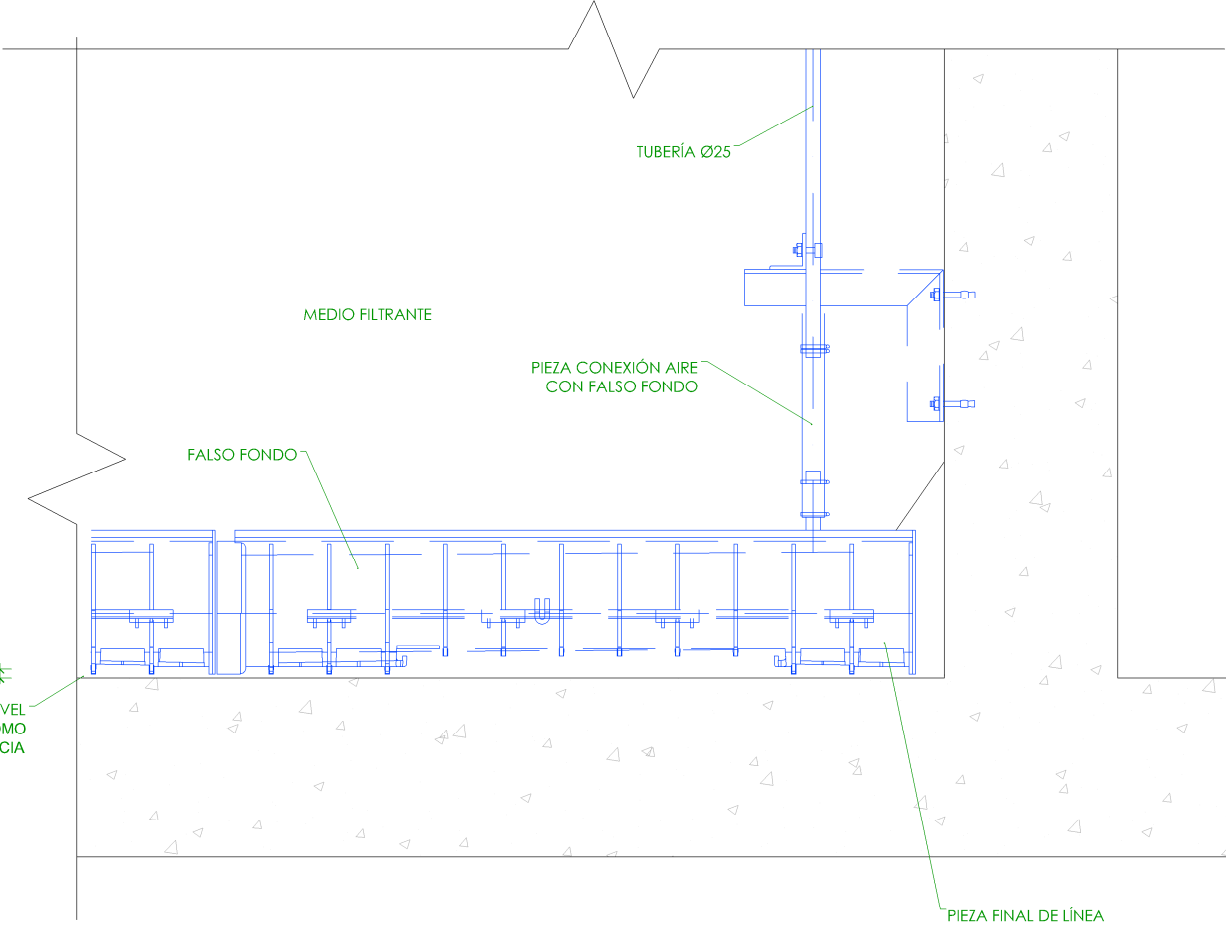 TUBERÍA Ø25
MEDIO FILTRANTE
PIEZA CONEXIÓN AIRE
CON FALSO FONDO
FALSO FONDO
VEL
OMO
CIA
PIEZA FINAL DE LÍNEA